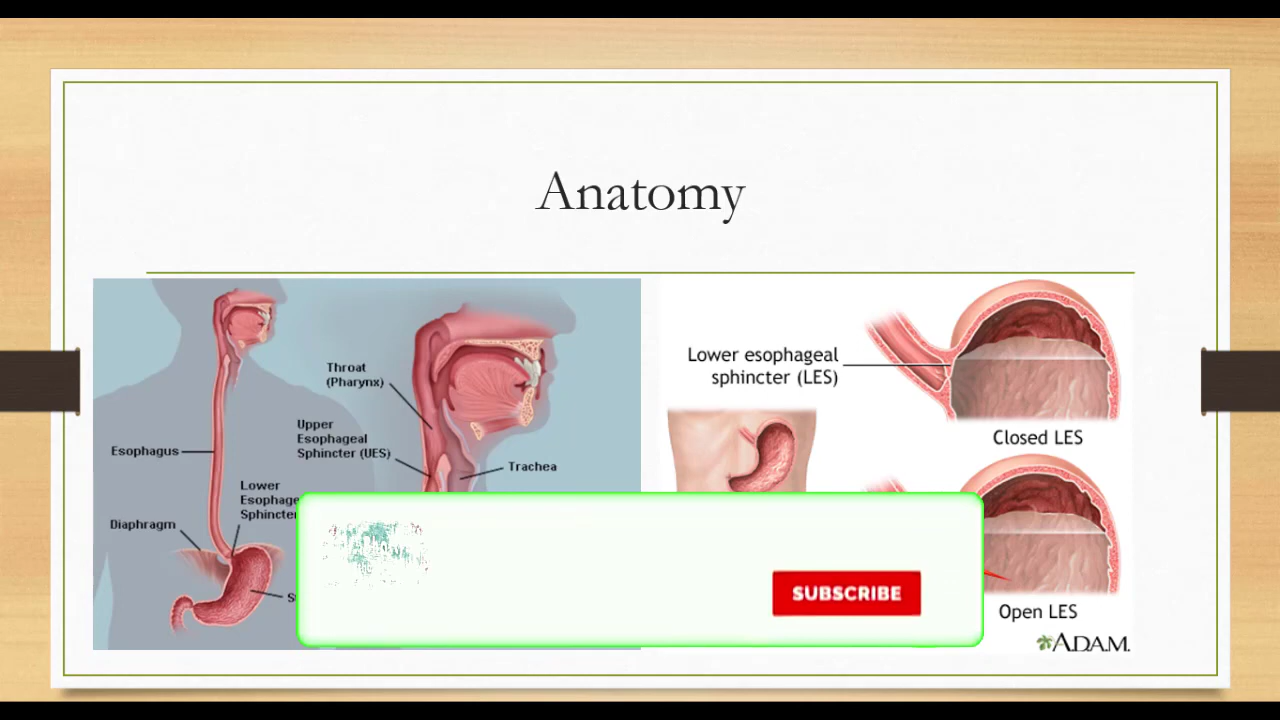 Anatomy
Throat
(Pharynx)
Upper
Esophageal
Sphincter (UES)
Esophagus
Trachea
Lower
Esophage
Sphincter
Diaphragm
S
Lower esophageal
sphincter (LES)
Closed LES
Open LES
A.D.A.M.
SUBSCRIBE